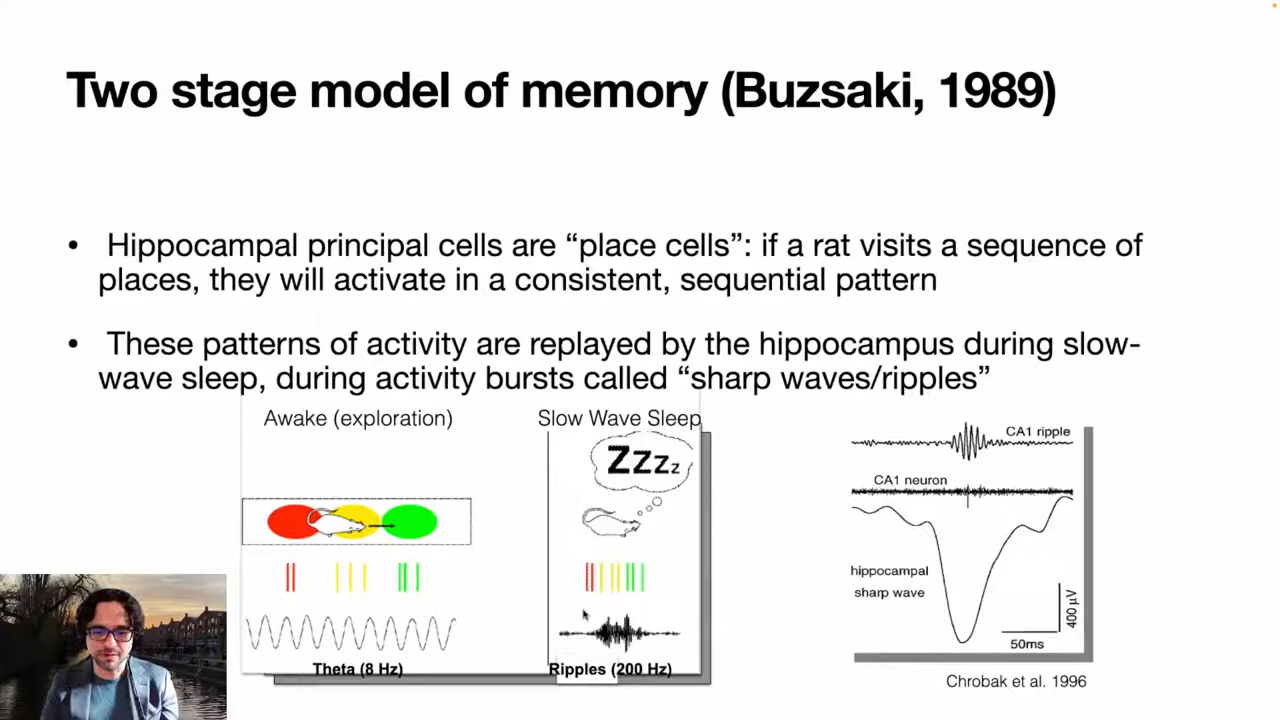 Two stage model of memory (Buzsaki, 1989)
• Hippocampal principal cells are “place cells”: if a rat visits a sequence of
places, they will activate in a consistent, sequential pattern
• These patterns of activity are replayed by the hippocampus during slow-
wave sleep, during activity bursts called “sharp waves/ripples”
Awake (exploration)
Slow Wave Sleep
ZZZz
Theta (8 Hz)
Ripples (200 Hz)
CA1 ripple
CA1 neuron
hippocampal
sharp wave
400 µV
50ms
Chrobak et al. 1996